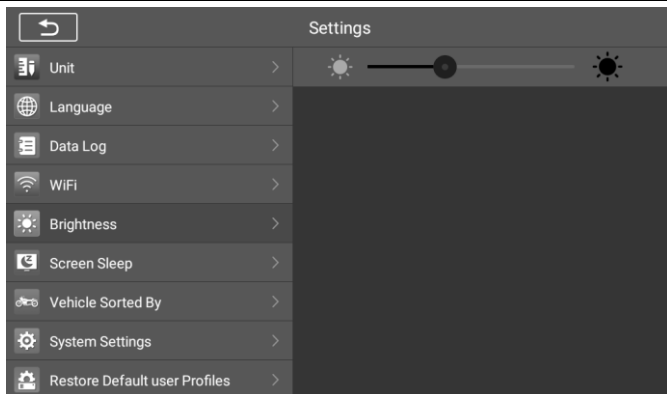 Settings
Unit
Language
Data Log
WiFi
Brightness
Screen Sleep
Vehicle Sorted By
System Settings
Restore Default user Profiles